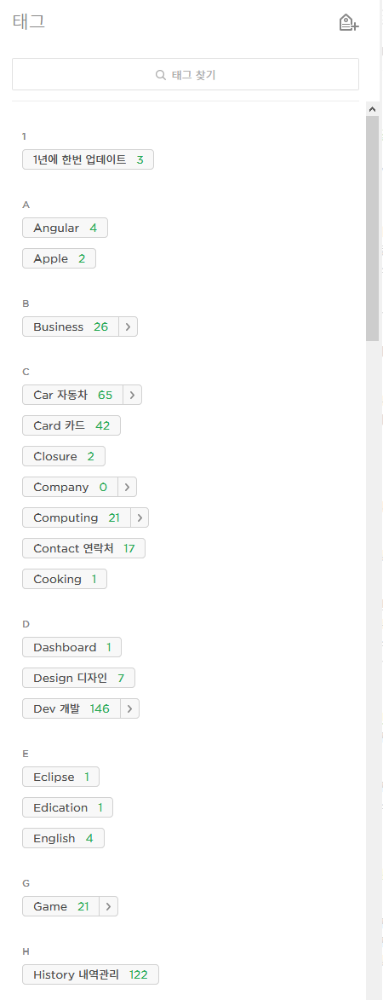 태그
태그 찾기
1
1년에 한번 업데이트 3
A
Angular 4
Apple 2
B
Business 26
C
Car 자동차 65
Card 카드 42
Closure 2
Company 0
Computing 21
Contact 연락처 17
Cooking 1
D
Dashboard 1
Design 디자인 7
Dev 개발 146
E
Eclipse 1
Edication 1
English 4
G
Game 21
H
History 내역관리 122